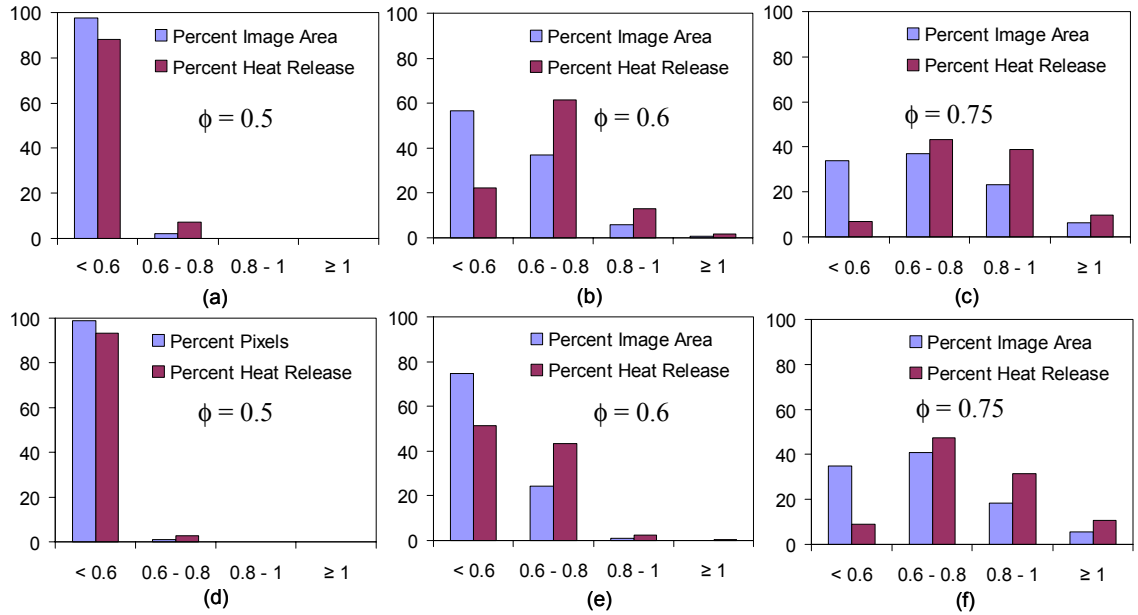 100
80
60
40
20
0
Percent Image Area
Percent Heat Release
ϕ = 0.5
< 0.6
0.6 - 0.8
0.8 - 1
≥ 1
(a)
100
80
60
40
20
0
Percent Image Area
Percent Heat Release
ϕ = 0.6
< 0.6
0.6 - 0.8
0.8 - 1
≥ 1
(b)
100
80
60
40
20
0
Percent Image Area
Percent Heat Release
ϕ = 0.75
< 0.6
0.6 - 0.8
0.8 - 1
≥ 1
(c)
100
80
60
40
20
0
Percent Pixels
Percent Heat Release
ϕ = 0.5
< 0.6
0.6 - 0.8
0.8 - 1
≥ 1
(d)
100
80
60
40
20
0
Percent Image Area
Percent Heat Release
ϕ = 0.6
< 0.6
0.6 - 0.8
0.8 - 1
≥ 1
(e)
100
80
60
40
20
0
Percent Image Area
Percent Heat Release
ϕ = 0.75
< 0.6
0.6 - 0.8
0.8 - 1
≥ 1
(f)